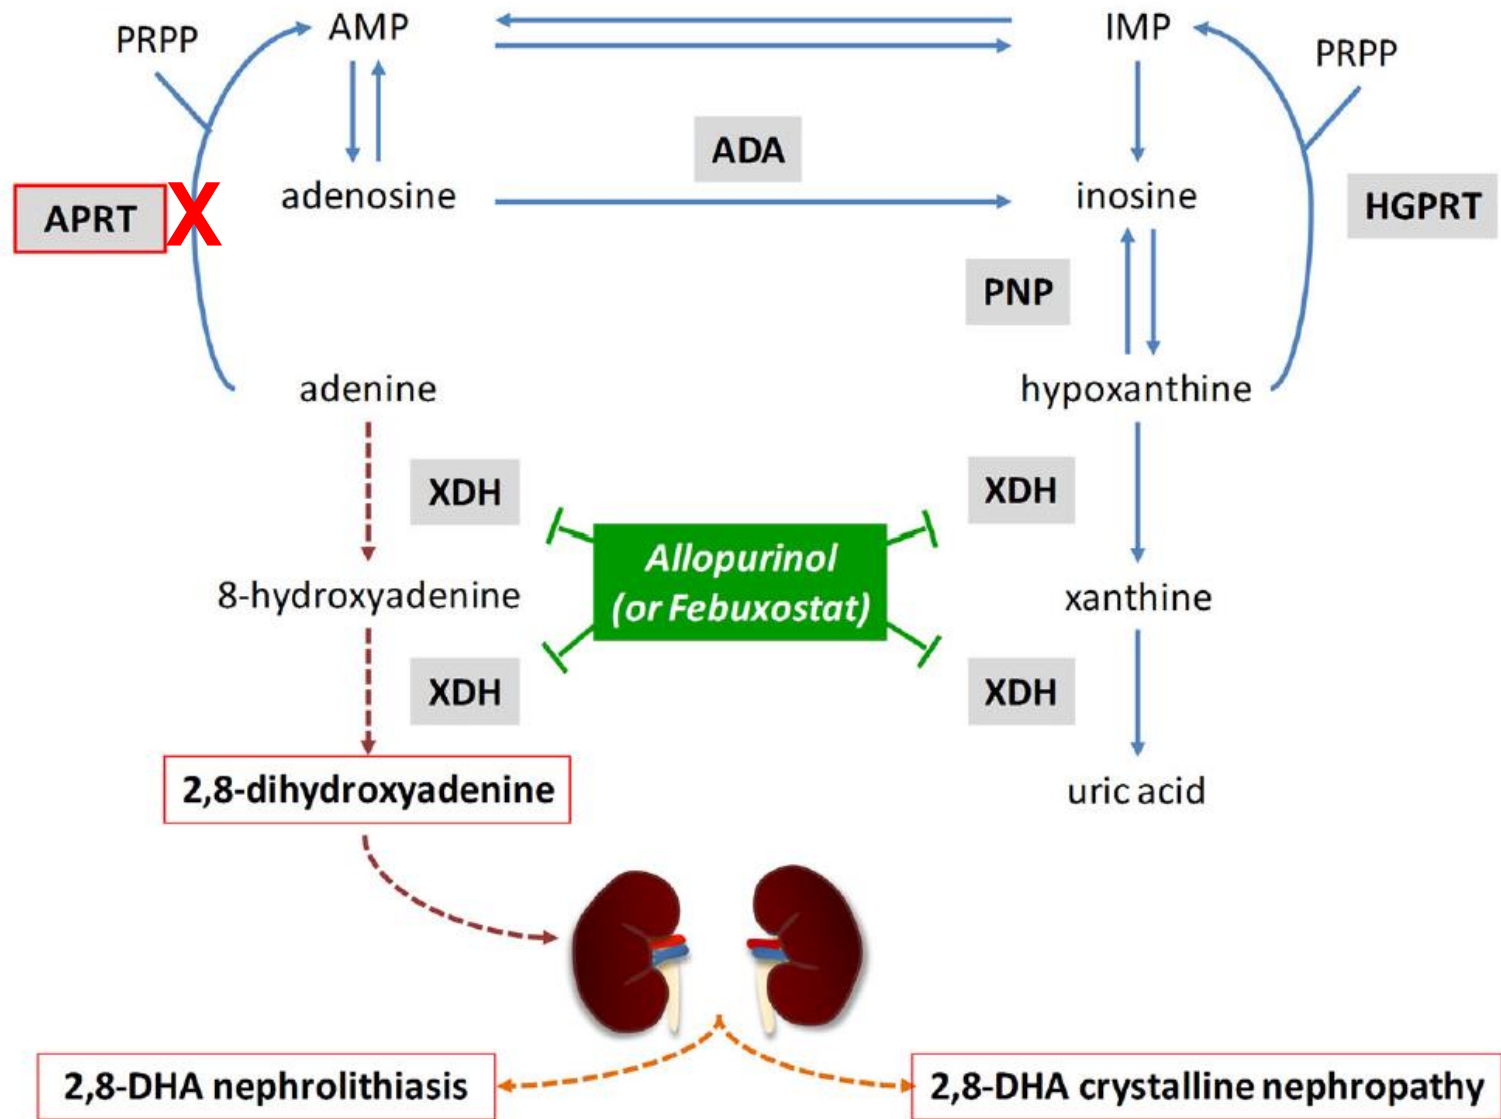 PRPP
AMP
IMP
PRPP
ADA
APRT
X
adenosine
inosine
HGPRT
PNP
adenine
hypoxanthine
XDH
XDH
Allopurinol
(or Febuxostat)
8-hydroxyadenine
xanthine
XDH
XDH
2,8-dihydroxyadenine
uric acid
2,8-DHA nephrolithiasis
2,8-DHA crystalline nephropathy